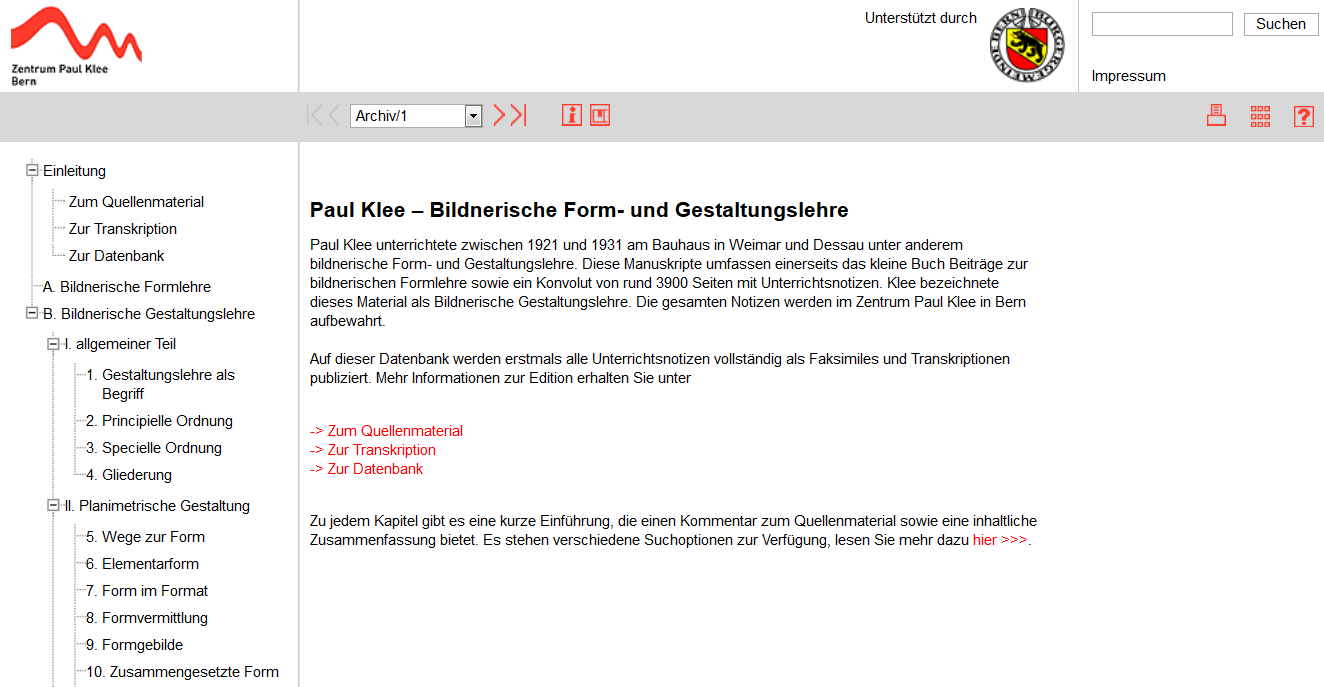 Zentrum Paul Klee
Bern
Unterstützt durch
BERN BURGERGEMEINDE
Suchen
Impressum
Archiv/1
Einleitung
Zum Quellenmaterial
Zur Transkription
Zur Datenbank
A. Bildnerische Formlehre
B. Bildnerische Gestaltungslehre
I. allgemeiner Teil
1. Gestaltungslehre als
Begriff
2. Principielle Ordnung
3. Specielle Ordnung
4. Gliederung
II. Planimetrische Gestaltung
5. Wege zur Form
6. Elementarform
7. Form im Format
8. Formvermittlung
9. Formgebilde
10. Zusammengesetzte Form
Paul Klee – Bildnerische Form- und Gestaltungslehre
Paul Klee unterrichtete zwischen 1921 und 1931 am Bauhaus in Weimar und Dessau unter anderem
bildnerische Form- und Gestaltungslehre. Diese Manuskripte umfassen einerseits das kleine Buch Beiträge zur
bildnerischen Formlehre sowie ein Konvolut von rund 3900 Seiten mit Unterrichtsnotizen. Klee bezeichnete
dieses Material als Bildnerische Gestaltungslehre. Die gesamten Notizen werden im Zentrum Paul Klee in Bern
aufbewahrt.
Auf dieser Datenbank werden erstmals alle Unterrichtsnotizen vollständig als Faksimiles und Transkriptionen
publiziert. Mehr Informationen zur Edition erhalten Sie unter
-> Zum Quellenmaterial
-> Zur Transkription
-> Zur Datenbank
Zu jedem Kapitel gibt es eine kurze Einführung, die einen Kommentar zum Quellenmaterial sowie eine inhaltliche
Zusammenfassung bietet. Es stehen verschiedene Suchoptionen zur Verfügung, lesen Sie mehr dazu hier >>>.